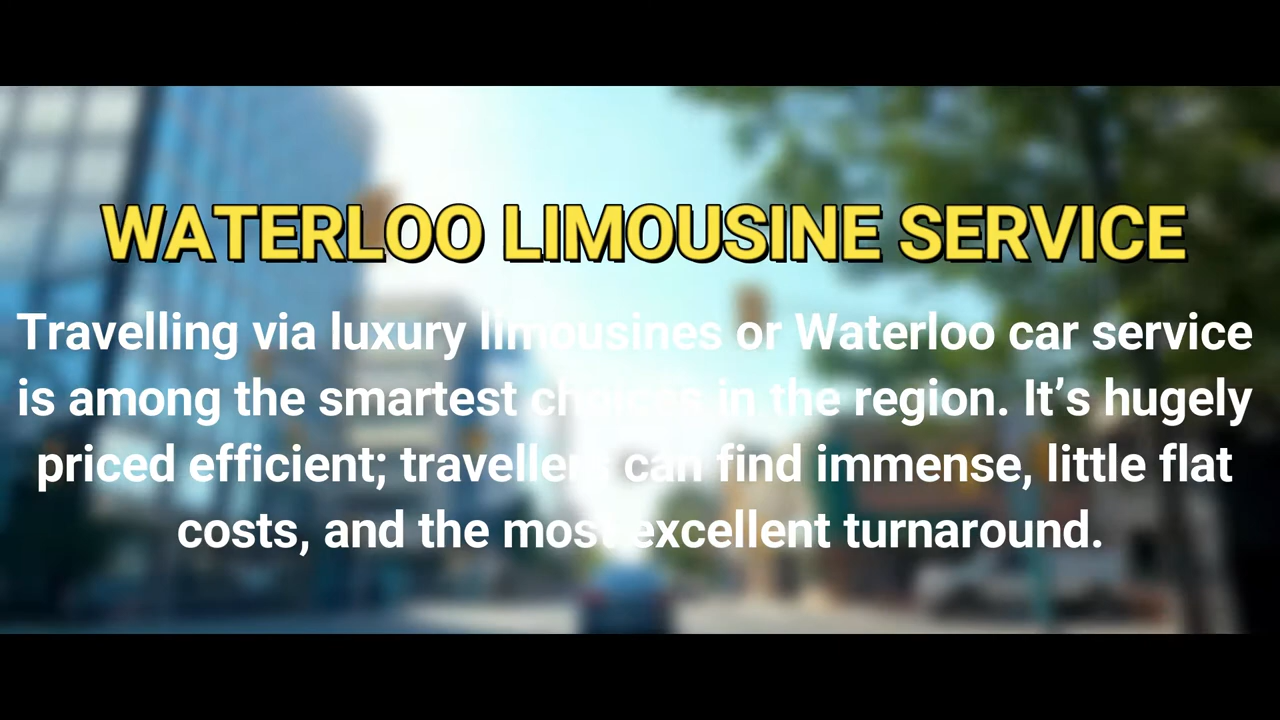 WATERLOO LIMOUSINE SERVICE
Travelling via luxury limousines or Waterloo car service
is among the smartest choices in the region. It’s hugely
priced efficient; travellers can find immense, little flat
costs, and the most excellent turnaround.